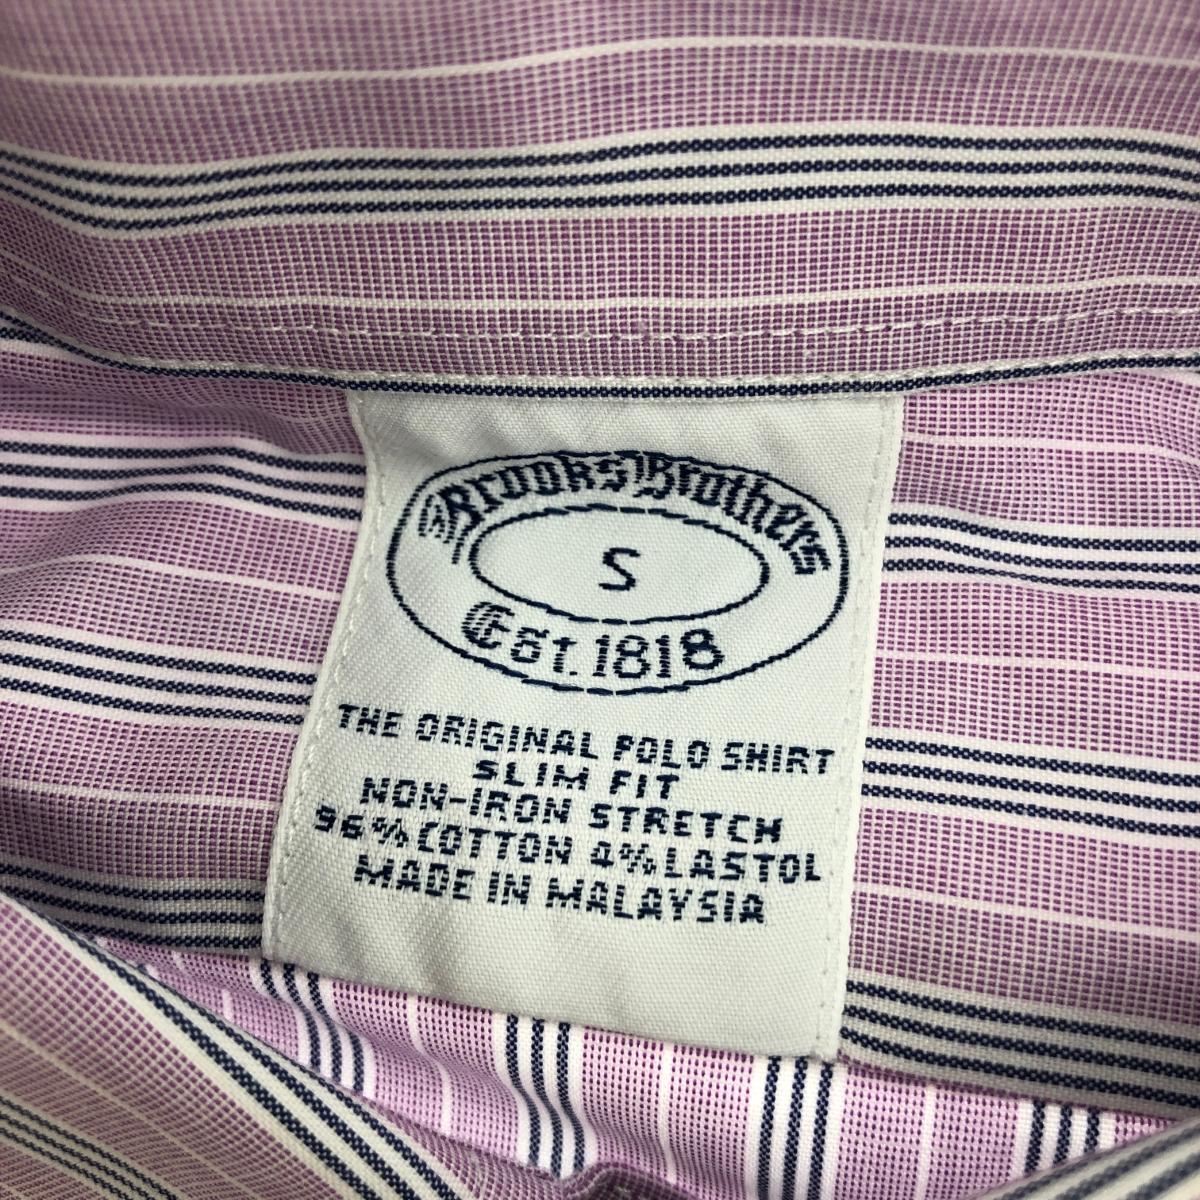 Brooks Brothers
S
Est. 1818
THE ORIGINAL POLO SHIRT
SLIM FIT
NON-IRON STRETCH
96% COTTON 4% LASTOL
MADE IN MALAYSIA